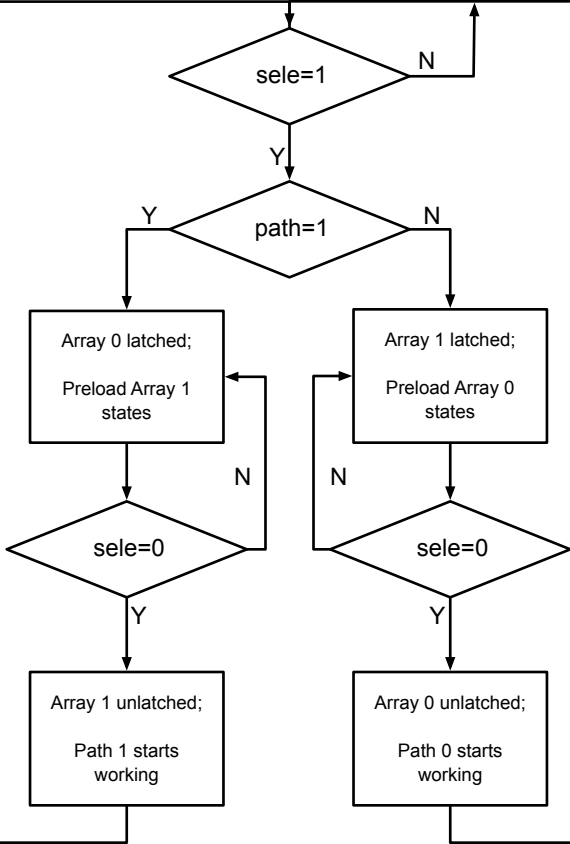 sele=1
N
Y
path=1
Y
N
Array 0 latched;
Preload Array 1
states
Array 1 latched;
Preload Array 0
states
N
N
sele=0
sele=0
Y
Y
Array 1 unlatched;
Path 1 starts
working
Array 0 unlatched;
Path 0 starts
working